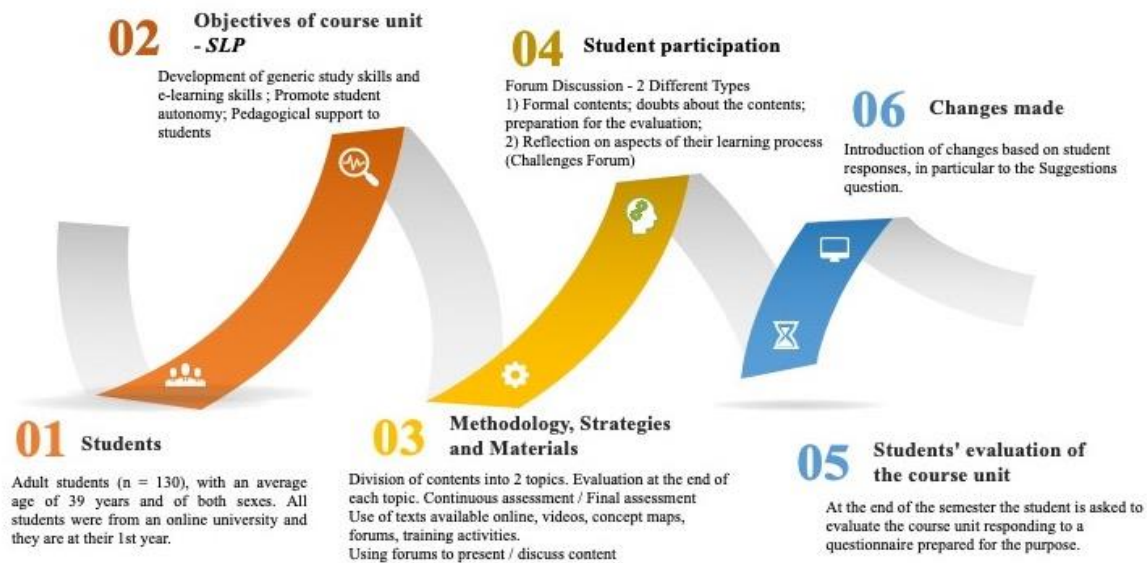 01 Students
Adult students (n = 130), with an average
age of 39 years and of both sexes. All
students were from an online university and
they are at their 1st year.
02 Objectives of course unit
- SLP
Development of generic study skills and
e-learning skills ; Promote student
autonomy; Pedagogical support to
students
03 Methodology, Strategies
and Materials
Division of contents into 2 topics. Evaluation at the end of
each topic. Continuous assessment / Final assessment
Use of texts available online, videos, concept maps,
forums, training activities.
Using forums to present / discuss content
04 Student participation
Forum Discussion - 2 Different Types
1) Formal contents; doubts about the contents;
preparation for the evaluation;
2) Reflection on aspects of their learning process
(Challenges Forum)
05 Students' evaluation of
the course unit
At the end of the semester the student is asked to
evaluate the course unit responding to a
questionnaire prepared for the purpose.
06 Changes made
Introduction of changes based on student
responses, in particular to the Suggestions
question.